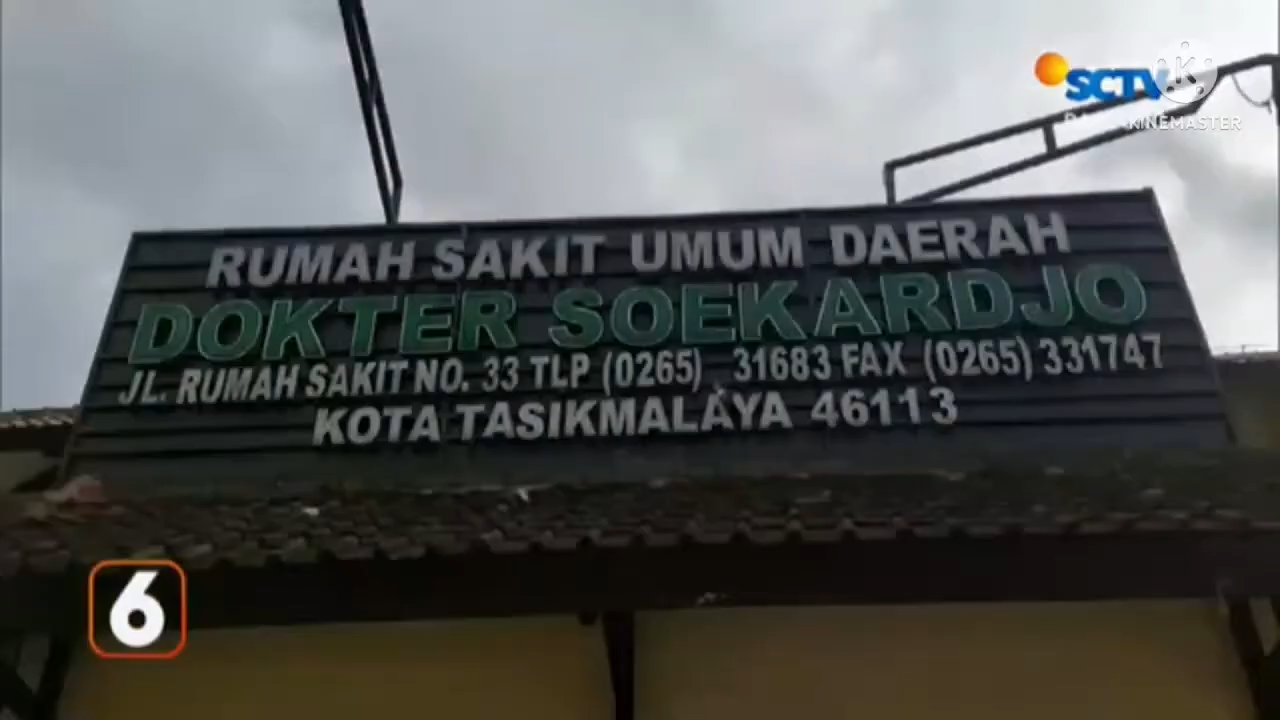 SCTV
KINEMASTER
RUMAH SAKIT UMUM DAERAH
DOKTER SOEKARDJO
JL. RUMAH SAKIT NO. 33 TLP (0265) 31683 FAX (0265) 331747
KOTA TASIKMALAYA 46113
6